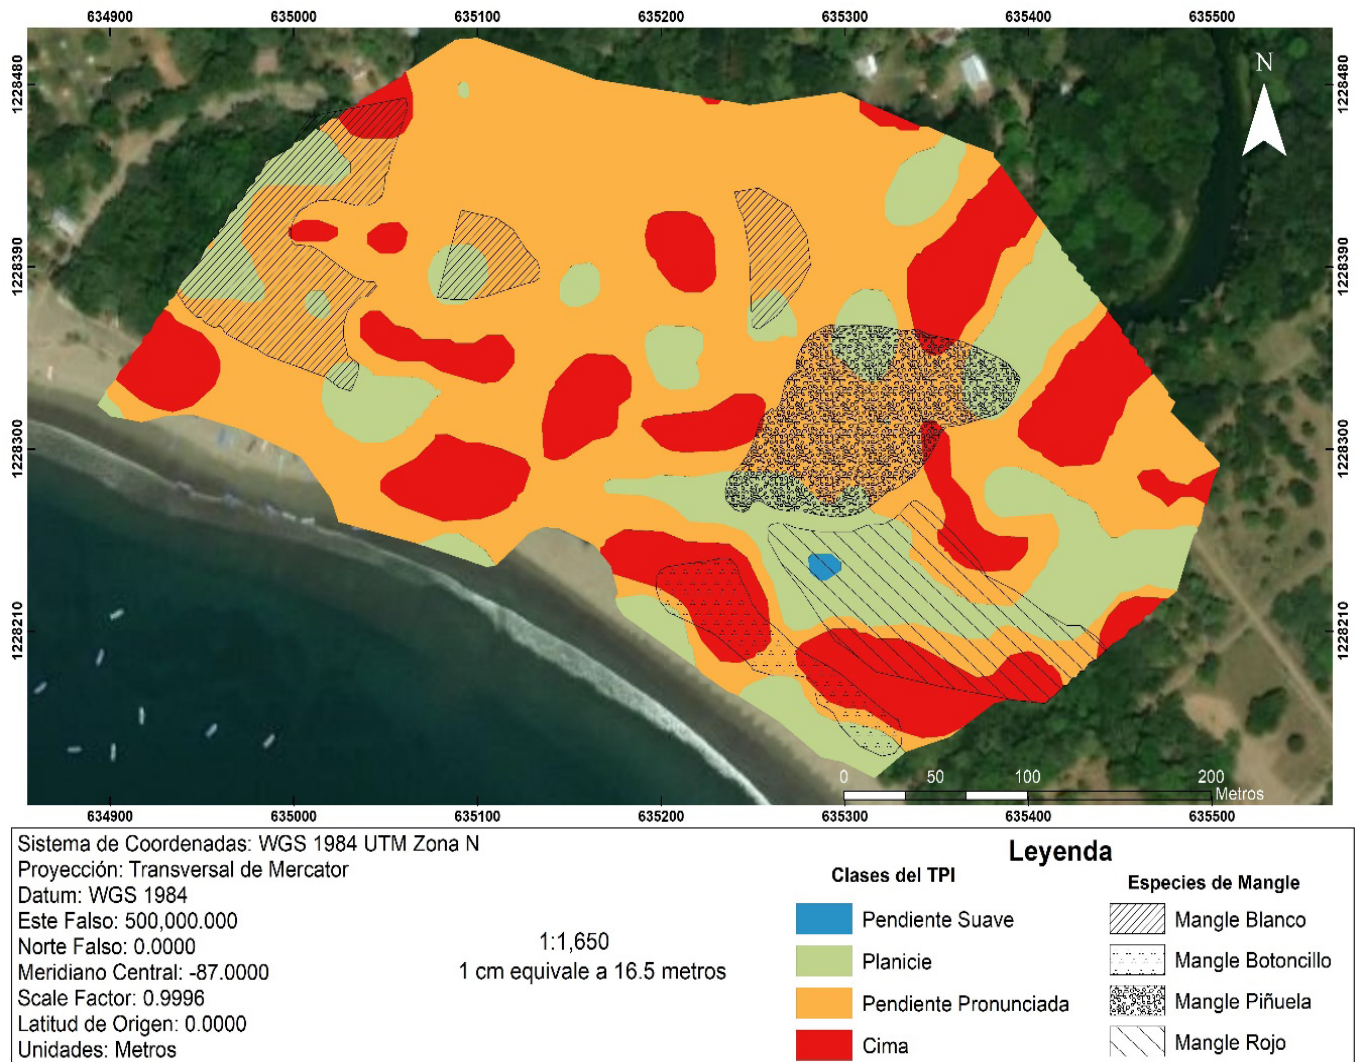 634900 635000 635100 635200 635300 635400 635500
1228480 1228480
N
1228390 1228390
1228300 1228300
1228210 1228210
0 50 100 200
Metros
634900 635000 635100 635200 635300 635400 635500
Sistema de Coordenadas: WGS 1984 UTM Zona N
Proyección: Transversal de Mercator
Datum: WGS 1984
Este Falso: 500,000.000
Norte Falso: 0.0000
Meridiano Central: -87.0000
Scale Factor: 0.9996
Latitud de Origen: 0.0000
Unidades: Metros
1:1,650
1 cm equivale a 16.5 metros
Leyenda
Clases del TPI
Pendiente Suave
Planicie
Pendiente Pronunciada
Cima
Especies de Mangle
Mangle Blanco
Mangle Botoncillo
Mangle Piñuela
Mangle Rojo